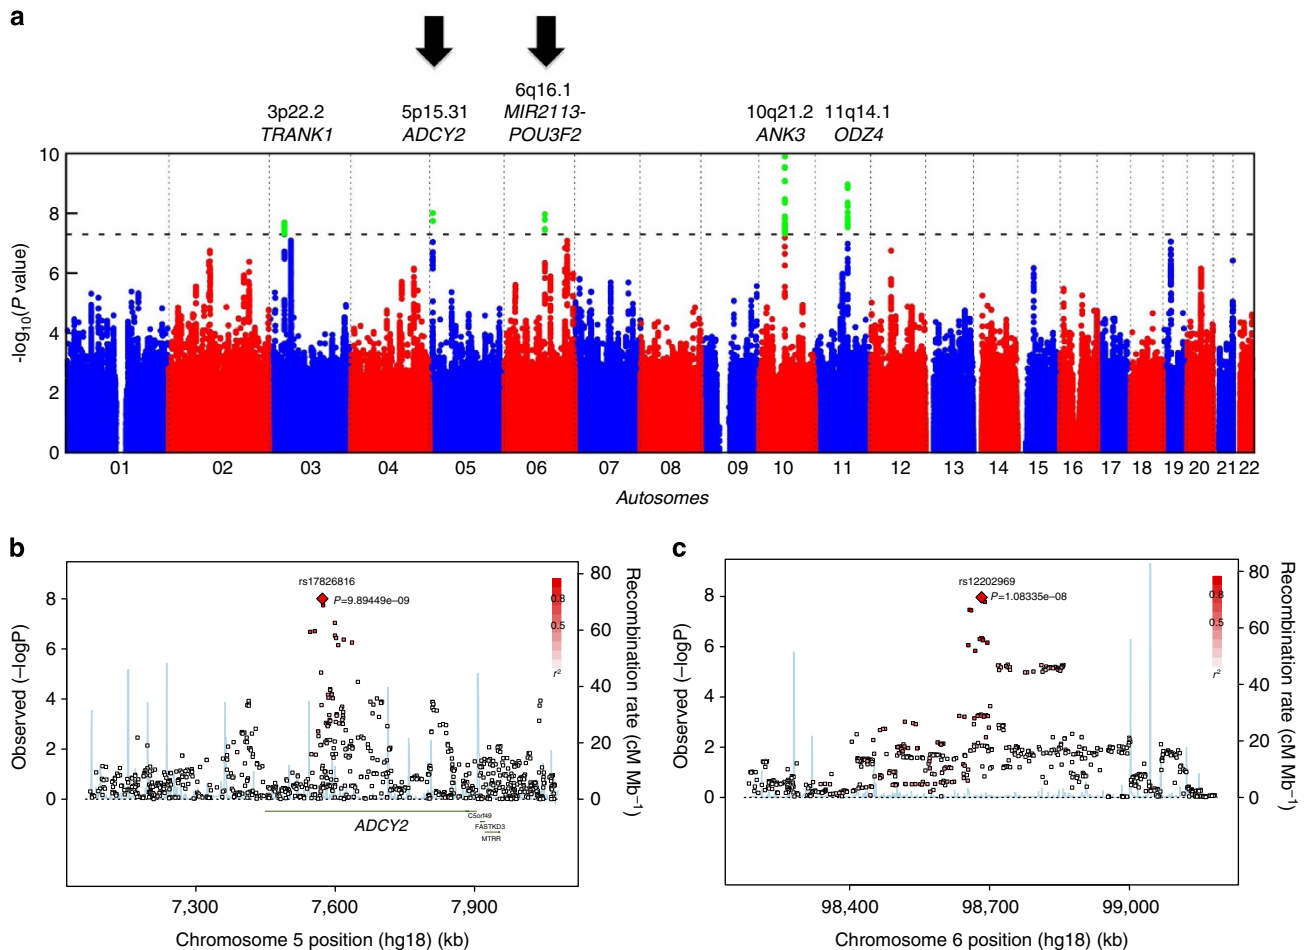 a
6q16.1
3p22.2 5p15.31 MIR2113- 10q21.2 11q14.1
TRANK1 ADCY2 POU3F2 ANK3 ODZ4
10
8
6
4
2
0
-log10(P value)
01 02 03 04 05 06 07 08 09 10 11 12 13 14 15 16 17 18 19 20 21 22
Autosomes
b
Observed (−logP)
8
6
4
2
0
rs17826816
P=9.89449e−09
0.8
0.5
r²
80
60
40
20
0
Recombination rate (cM Mb−1)
ADCY2
C5orf49
FASTKD3
MTRR
7,300 7,600 7,900
Chromosome 5 position (hg18) (kb)
c
Observed (−logP)
8
6
4
2
0
rs12202969
P=1.08335e−08
0.8
0.5
r²
80
60
40
20
0
Recombination rate (cM Mb−1)
98,400 98,700 99,000
Chromosome 6 position (hg18) (kb)